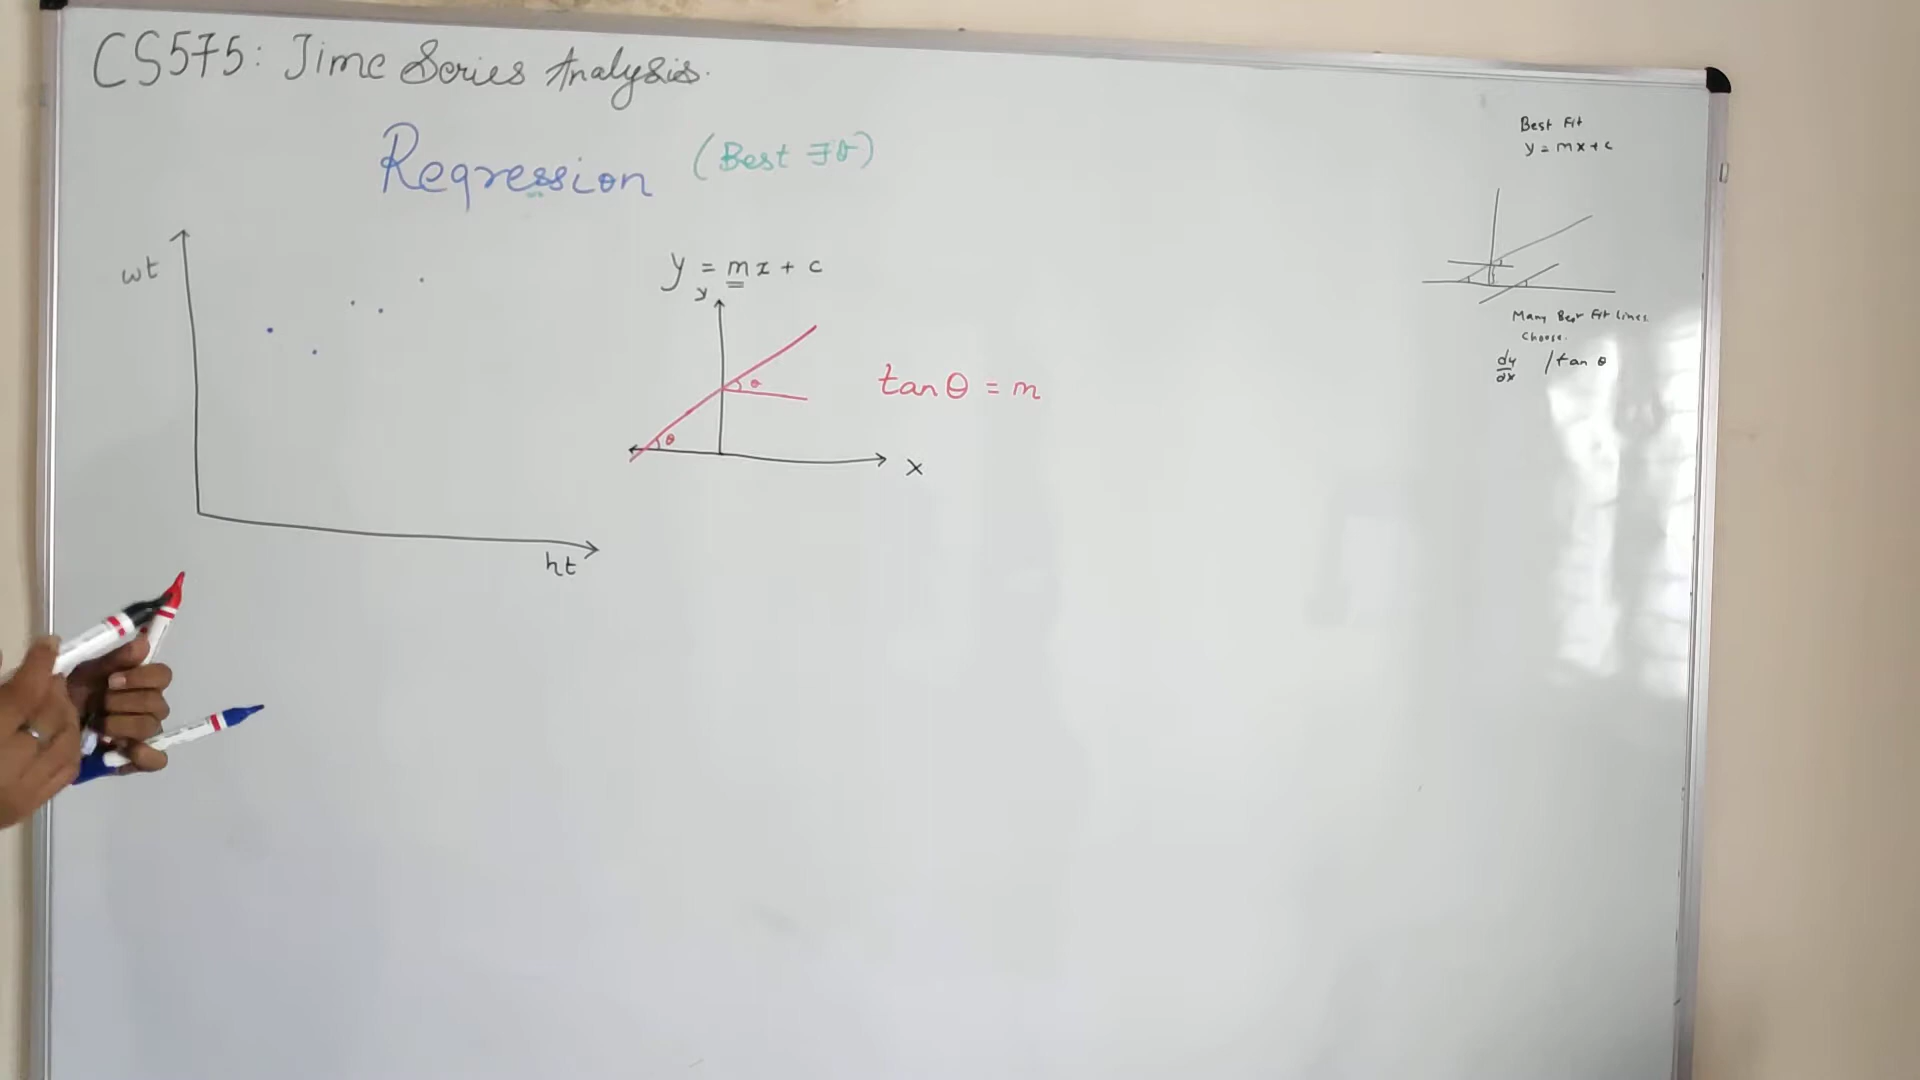 CS575: Time Series Analysis.
Regression (Best Fit)
wt
ht
y = mx + c
y
θ
θ
x
tan θ = m
Best Fit
y = mx + c
Many Best Fit Lines
Choose.
dy/dx / tan θ